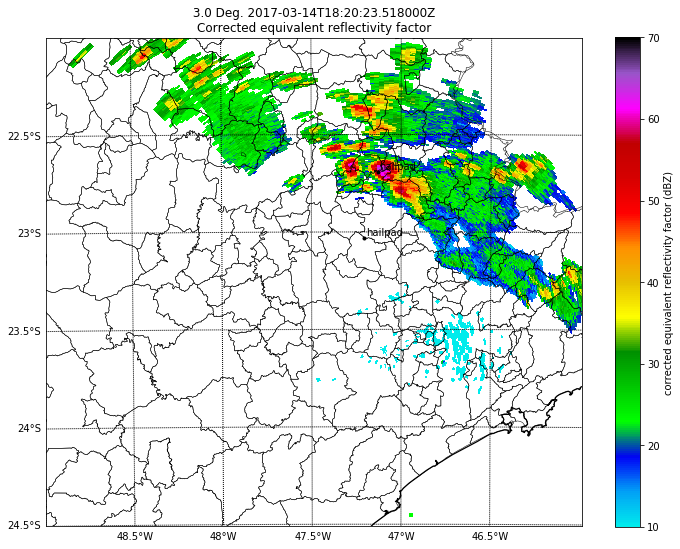 3.0 Deg. 2017-03-14T18:20:23.518000Z
Corrected equivalent reflectivity factor
70
60
50
40
30
20
10
corrected equivalent reflectivity factor (dBZ)
22.5°S
23°S
23.5°S
24°S
24.5°S
hailpad
hailpad
48.5°W
48°W
47.5°W
47°W
46.5°W